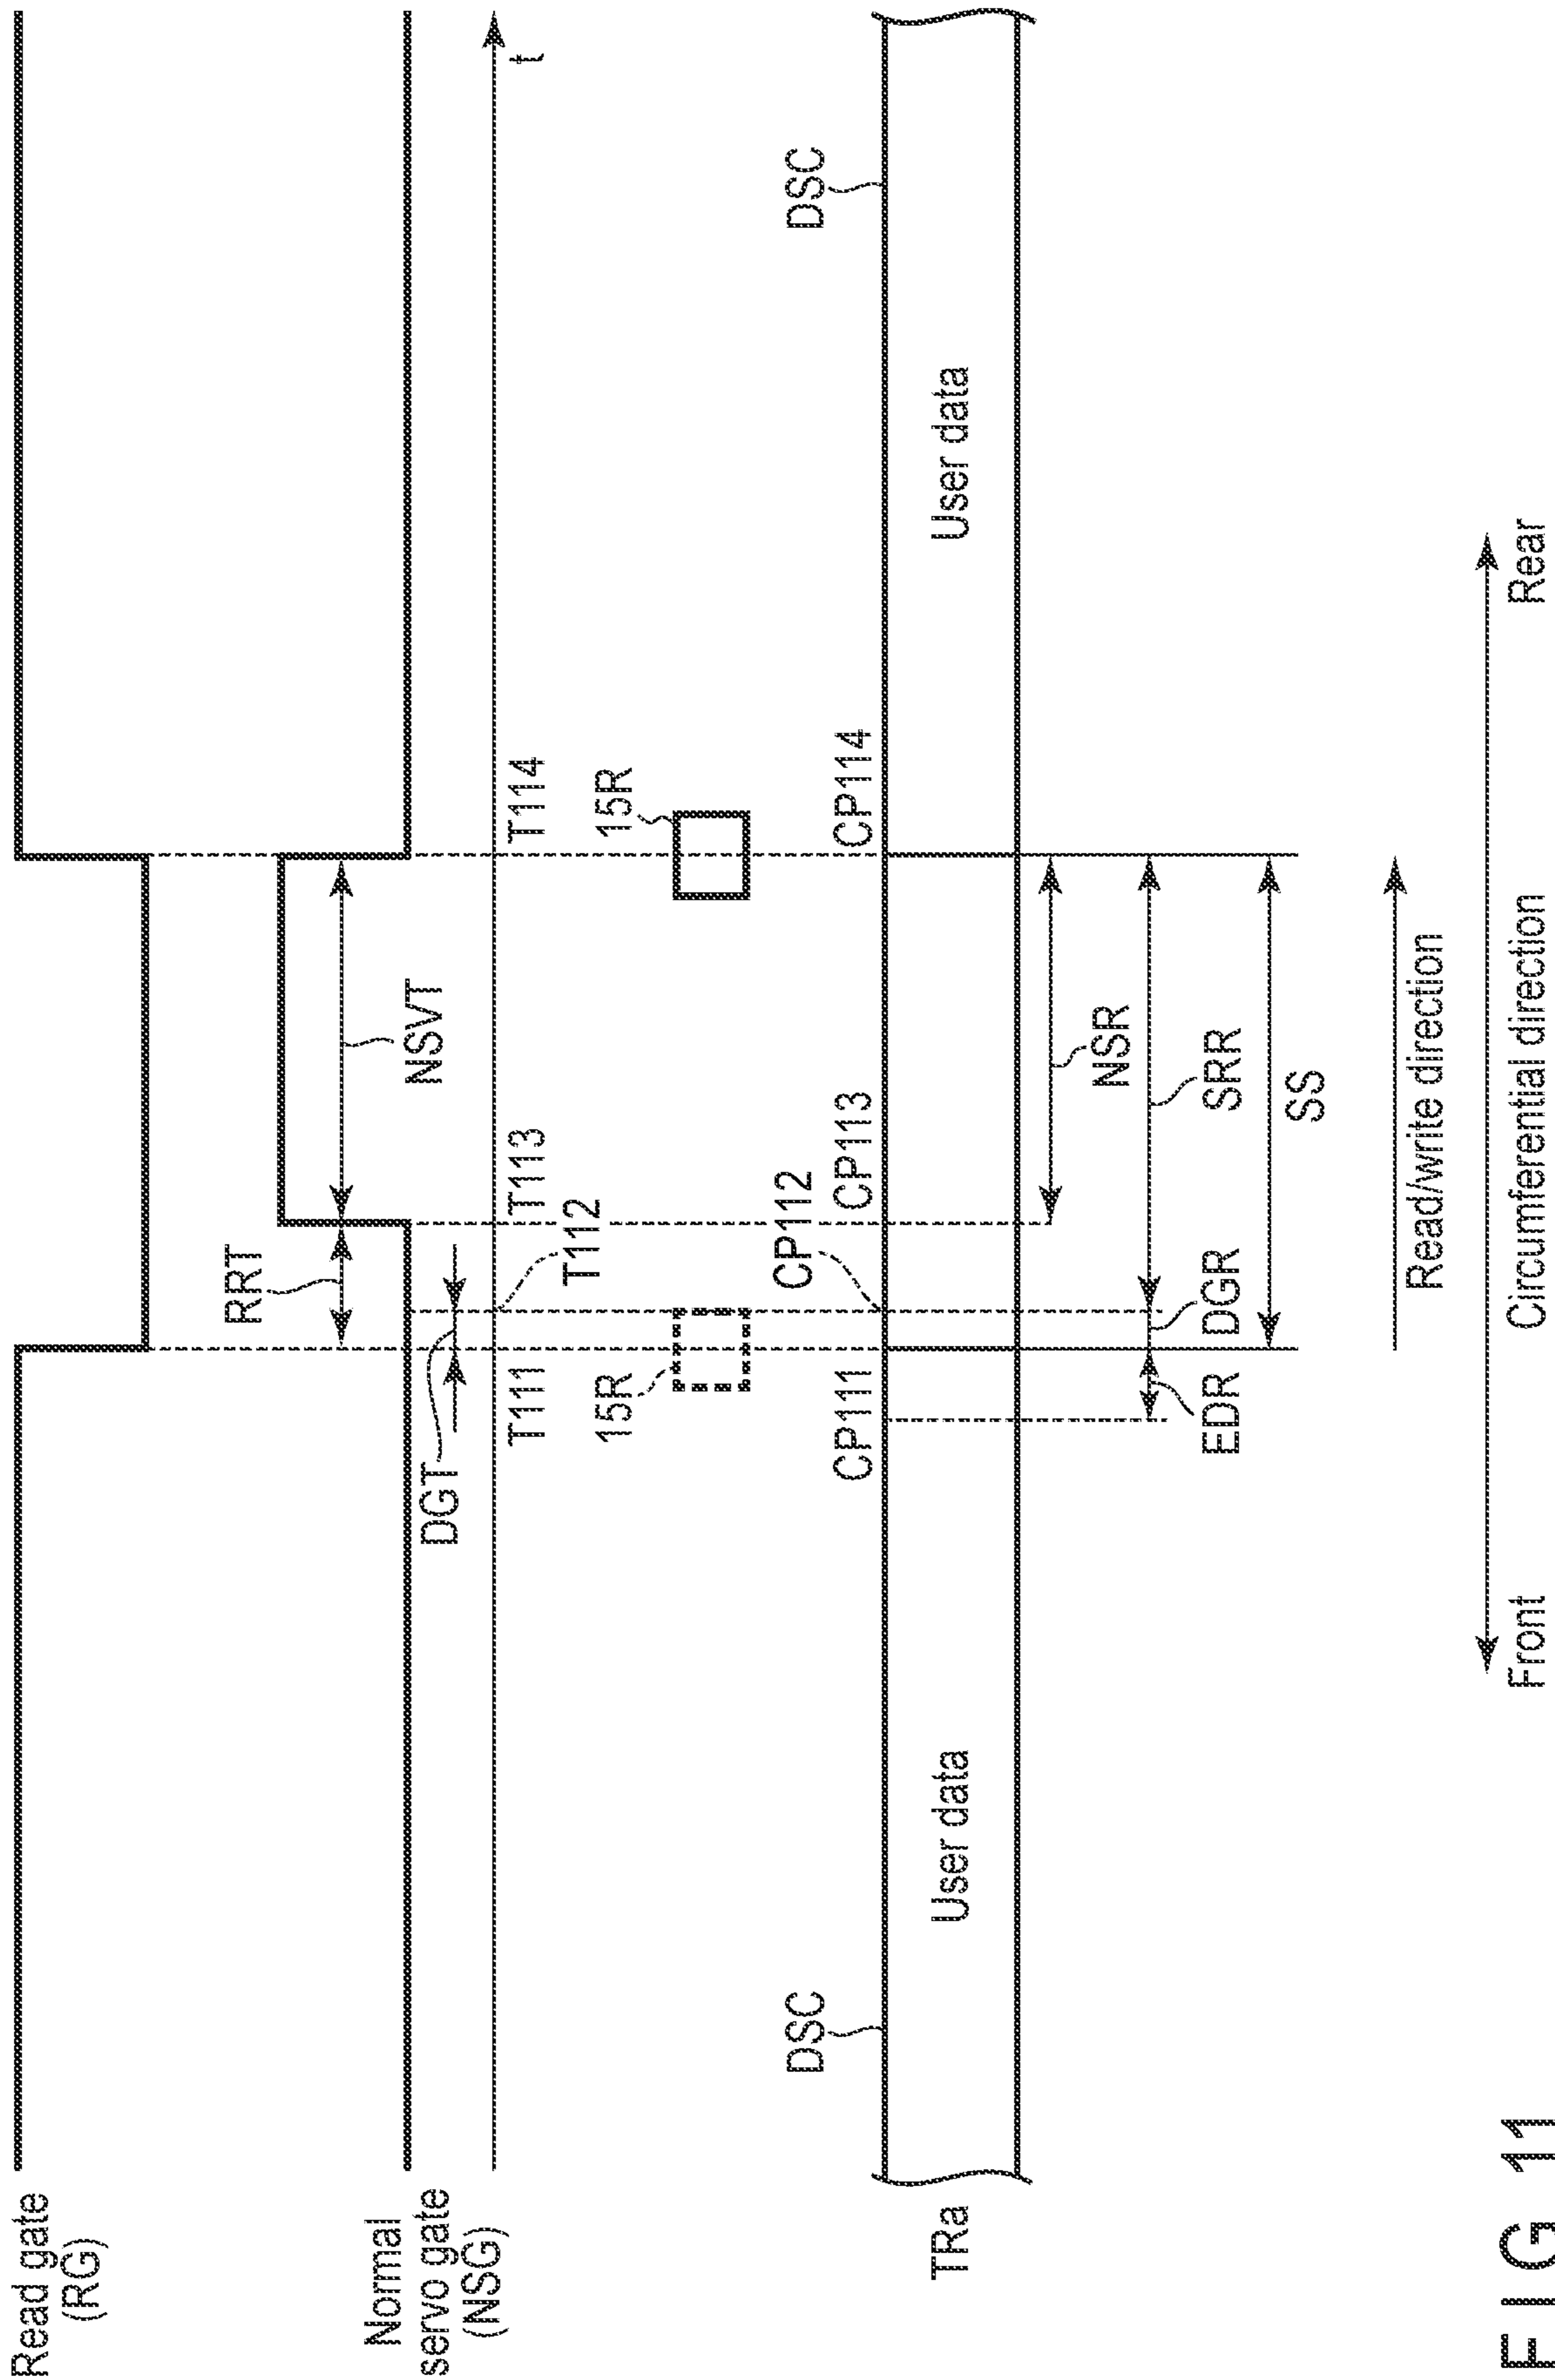 Read gate
(RG)
RRT
NSVT
Normal
servo gate
(NSG)
DGT
t
T111
T112
T113
T114
15R
15R
DSC
CP111
CP112
CP113
CP114
DSC
TRa
User data
User data
NSR
EDR
DGR
SRR
SS
Read/write direction
Front
Circumferential direction
Rear
FIG 11